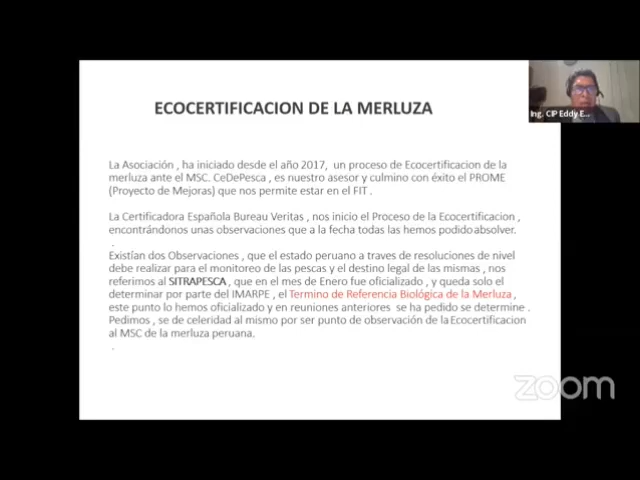 ECOCERTIFICACION DE LA MERLUZA
Ing. CIP Eddy E...
La Asociación , ha iniciado desde el año 2017, un proceso de Ecocertificacion de la
merluza ante el MSC. CeDePesca , es nuestro asesor y culmino con éxito el PROME
(Proyecto de Mejoras) que nos permite estar en el FIT .
La Certificadora Española Bureau Veritas , nos inicio el Proceso de la Ecocertificacion ,
encontrándonos unas observaciones que a la fecha todas las hemos podido absolver.
.
Existían dos Observaciones , que el estado peruano a traves de resoluciones de nivel
debe realizar para el monitoreo de las pescas y el destino legal de las mismas , nos
referimos al SITRAPESCA , que en el mes de Enero fue oficializado , y queda solo el
determinar por parte del IMARPE , el Termino de Referencia Biológica de la Merluza ,
este punto lo hemos oficializado y en reuniones anteriores se ha pedido se determine .
Pedimos , se de celeridad al mismo por ser punto de observación de la Ecocertificacion
al MSC de la merluza peruana.
.
zoom